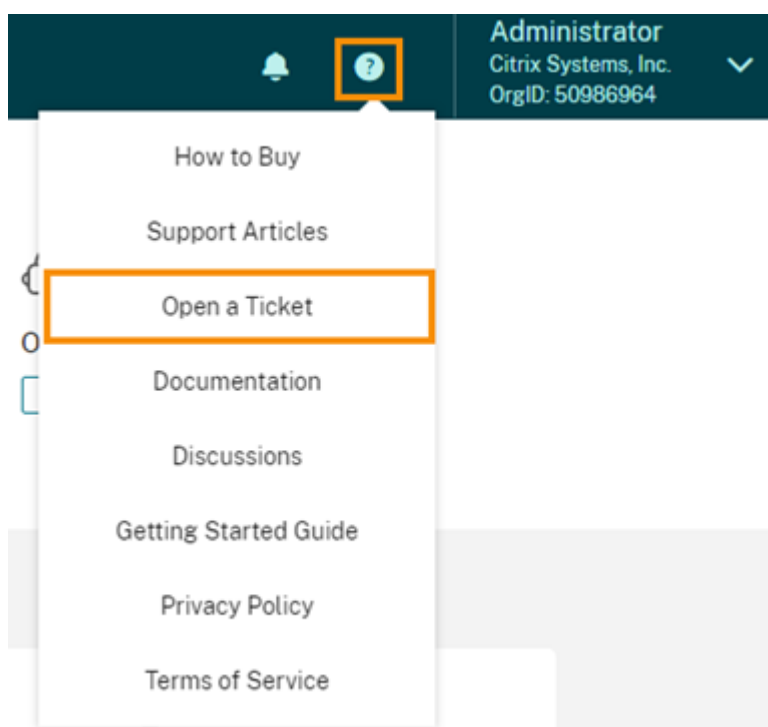 Administrator
Citrix Systems, Inc.
OrgID: 50986964
How to Buy
Support Articles
Open a Ticket
Documentation
Discussions
Getting Started Guide
Privacy Policy
Terms of Service